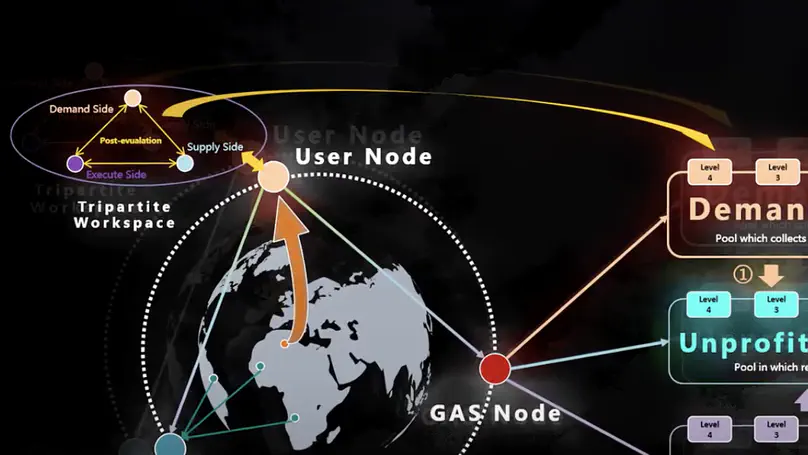 Demand Side
Post-evualation
Supply Side
Execute Side
Tripartite
Workspace
User Node
User Node
GAS Node
Level
4
Level
3
Deman
Pool which collects
①
Level
4
Level
3
Unprofit
Pool in which re
Level
4
Level
3